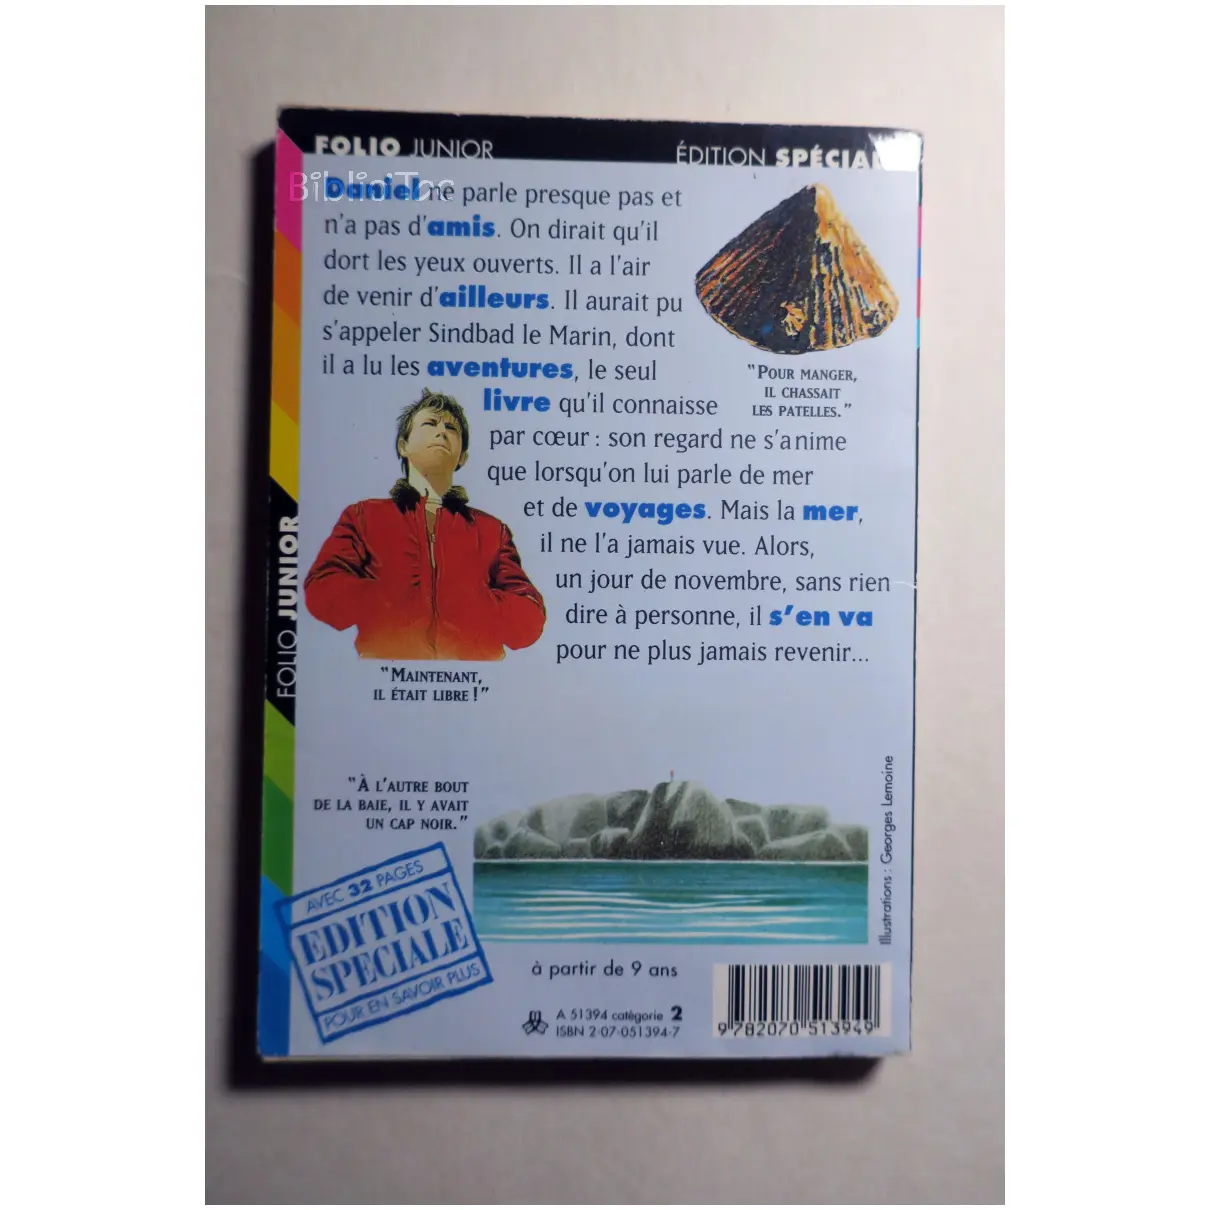 FOLIO JUNIOR
ÉDITION SPÉCIALE
BiblioiToc
Daniel ne parle presque pas et
n'a pas d'amis. On dirait qu'il
dort les yeux ouverts. Il a l'air
de venir d'ailleurs. Il aurait pu
s'appeler Sindbad le Marin, dont
il a lu les aventures, le seul
livre qu'il connaisse
par cœur : son regard ne s'anime
que lorsqu'on lui parle de mer
et de voyages. Mais la mer,
il ne l'a jamais vue. Alors,
un jour de novembre, sans rien
dire à personne, il s'en va
pour ne plus jamais revenir...
"POUR MANGER,
IL CHASSAIT
LES PATELLES."
"MAINTENANT,
IL ÉTAIT LIBRE !"
"À L'AUTRE BOUT
DE LA BAIE, IL Y AVAIT
UN CAP NOIR."
FOLIO JUNIOR
Illustrations : Georges Lemoine
AVEC 32 PAGES
EDITION
SPECIALE
POUR EN SAVOIR PLUS
à partir de 9 ans
A 51394 catégorie 2
ISBN 2-07-051394-7
9 782070 513949